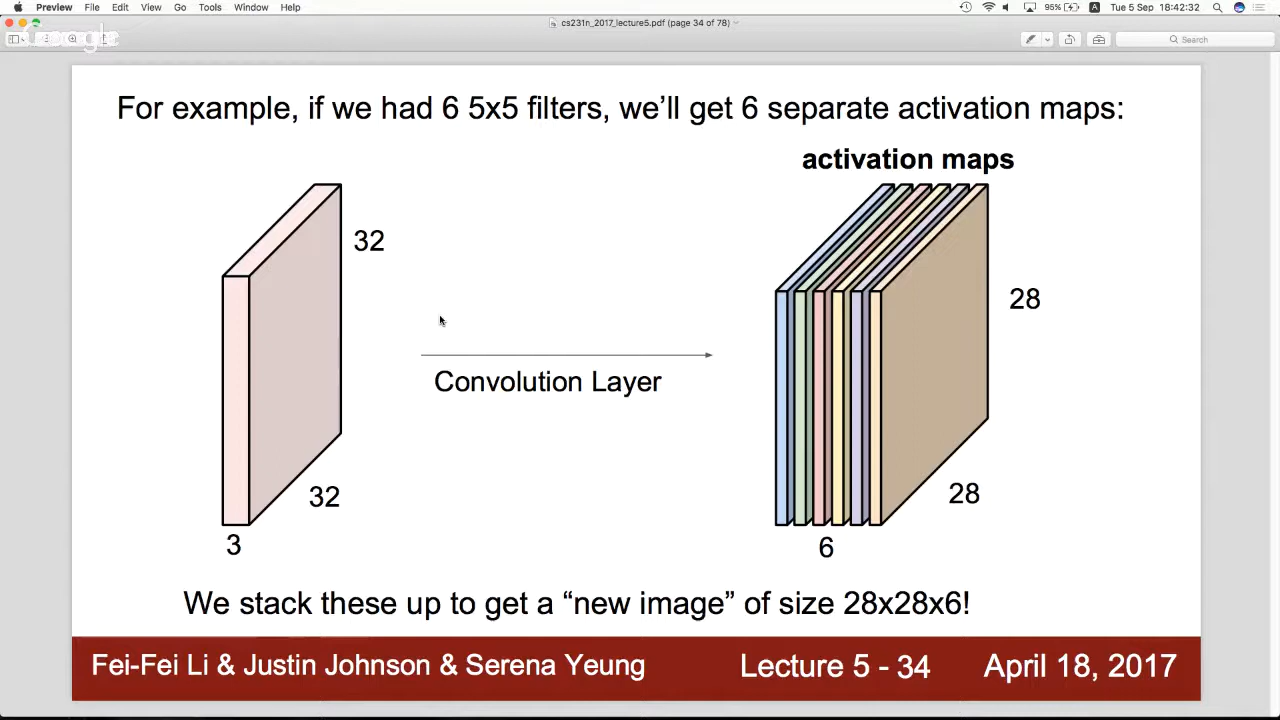 Preview File Edit View Go Tools Window Help 95% A Tue 5 Sep 18:42:32
cs231n_2017_lecture5.pdf (page 34 of 78)
Search
For example, if we had 6 5x5 filters, we'll get 6 separate activation maps:
activation maps
32
28
Convolution Layer
32
28
3
6
We stack these up to get a “new image” of size 28x28x6!
Fei-Fei Li & Justin Johnson & Serena Yeung Lecture 5 - 34 April 18, 2017